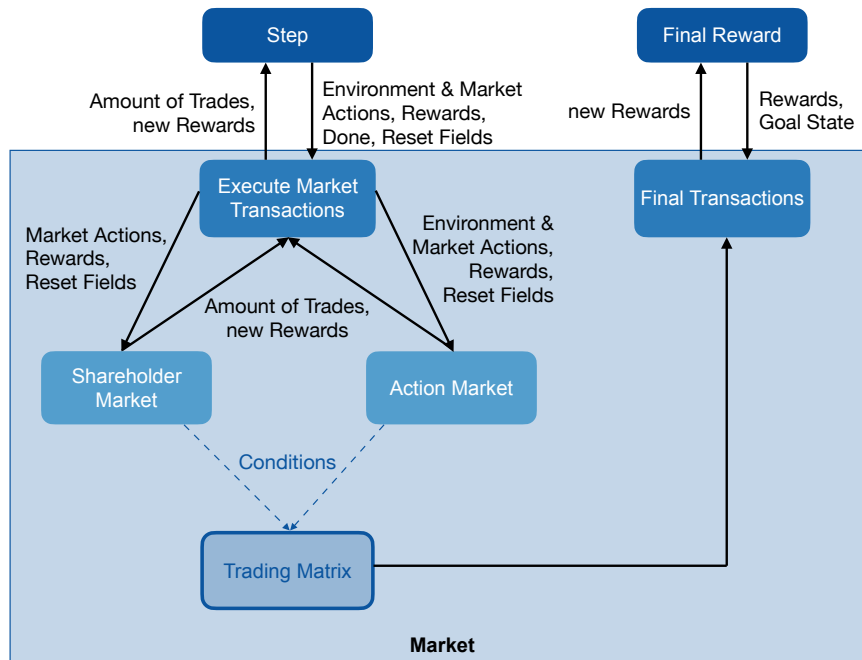 Step
Final Reward
Amount of Trades,
new Rewards
Environment & Market
Actions, Rewards,
Done, Reset Fields
new Rewards
Rewards,
Goal State
Execute Market
Transactions
Final Transactions
Market Actions,
Rewards,
Reset Fields
Environment &
Market Actions,
Rewards,
Reset Fields
Amount of Trades,
new Rewards
Shareholder
Market
Action Market
Conditions
Trading Matrix
Market